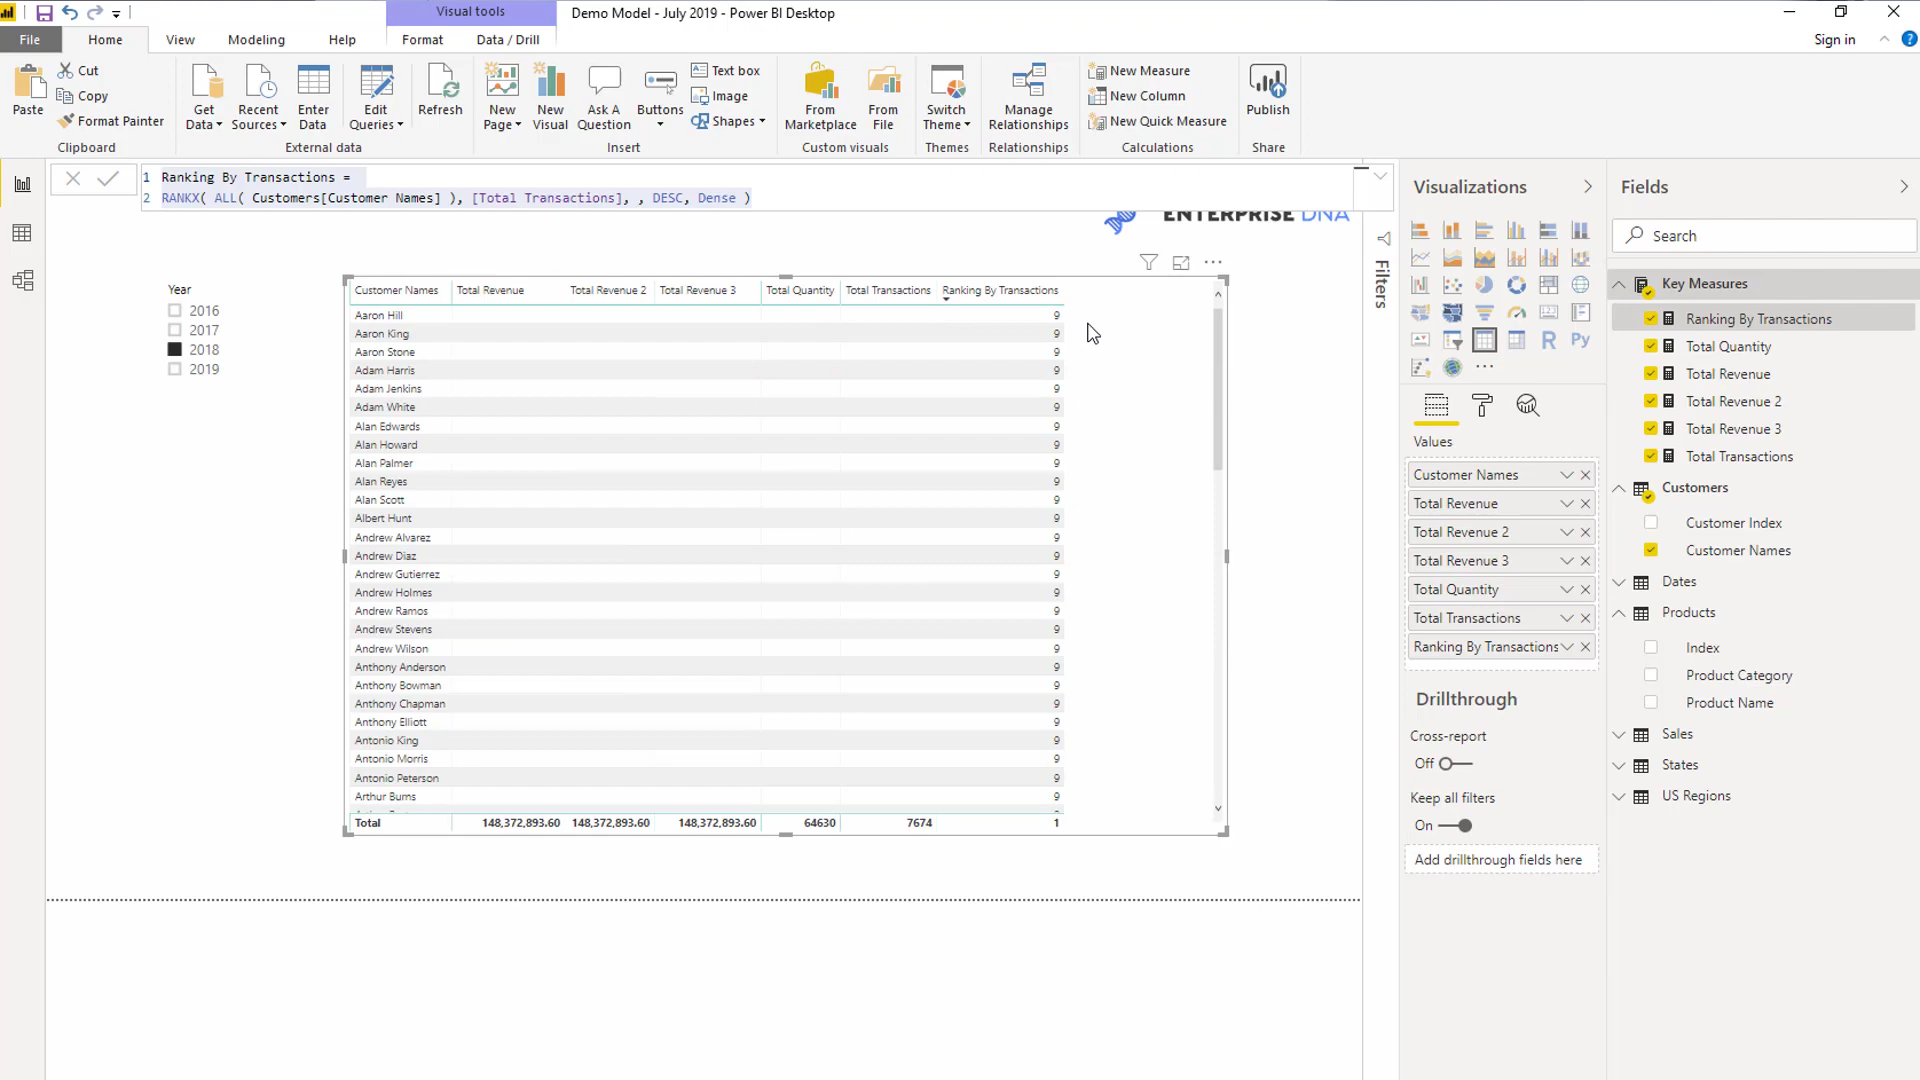 Visual tools
Demo Model - July 2019 - Power BI Desktop
File
Home
View
Modeling
Help
Format
Data / Drill
Sign in
Paste
Cut
Copy
Format Painter
Clipboard
Get Data
Recent Sources
Enter Data
Edit Queries
Refresh
External data
New Page
New Visual
Ask A Question
Buttons
Text box
Image
Shapes
Insert
From Marketplace
From File
Custom visuals
Switch Theme
Themes
Manage Relationships
Relationships
New Measure
New Column
New Quick Measure
Calculations
Publish
Share
1 Ranking By Transactions =
2 RANKX( ALL( Customers[Customer Names] ), [Total Transactions], , DESC, Dense )
ENTERPRISE DNA
Year
2016
2017
2018
2019
Customer Names Total Revenue Total Revenue 2 Total Revenue 3 Total Quantity Total Transactions Ranking By Transactions
Aaron Hill 9
Aaron King 9
Aaron Stone 9
Adam Harris 9
Adam Jenkins 9
Adam White 9
Alan Edwards 9
Alan Howard 9
Alan Palmer 9
Alan Reyes 9
Alan Scott 9
Albert Hunt 9
Andrew Alvarez 9
Andrew Diaz 9
Andrew Gutierrez 9
Andrew Holmes 9
Andrew Ramos 9
Andrew Stevens 9
Andrew Wilson 9
Anthony Anderson 9
Anthony Bowman 9
Anthony Chapman 9
Anthony Elliott 9
Antonio King 9
Antonio Morris 9
Antonio Peterson 9
Arthur Burns 9
Total 148,372,893.60 148,372,893.60 148,372,893.60 64630 7674 1
Filters
Visualizations
R
Py
Values
Customer Names
Total Revenue
Total Revenue 2
Total Revenue 3
Total Quantity
Total Transactions
Ranking By Transactions
Drillthrough
Cross-report
Off
Keep all filters
On
Add drillthrough fields here
Fields
Search
Key Measures
Ranking By Transactions
Total Quantity
Total Revenue
Total Revenue 2
Total Revenue 3
Total Transactions
Customers
Customer Index
Customer Names
Dates
Products
Index
Product Category
Product Name
Sales
States
US Regions